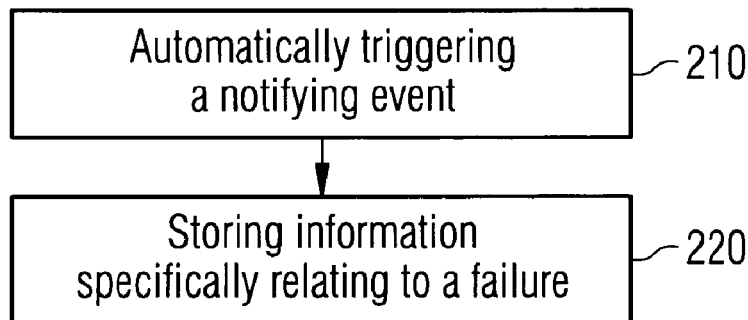 Automatically triggering
a notifying event
210
Storing information
specifically relating to a failure
220